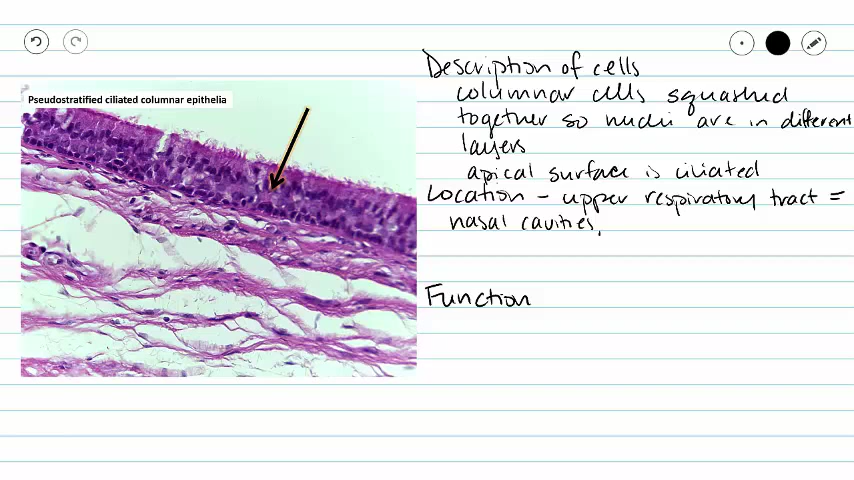 Pseudostratified ciliated columnar epithelia
Description of cells
columnar cells squashed
together so nuclei are in different
layers
apical surface is ciliated
Location - upper respiratory tract =
nasal cavities,
Function